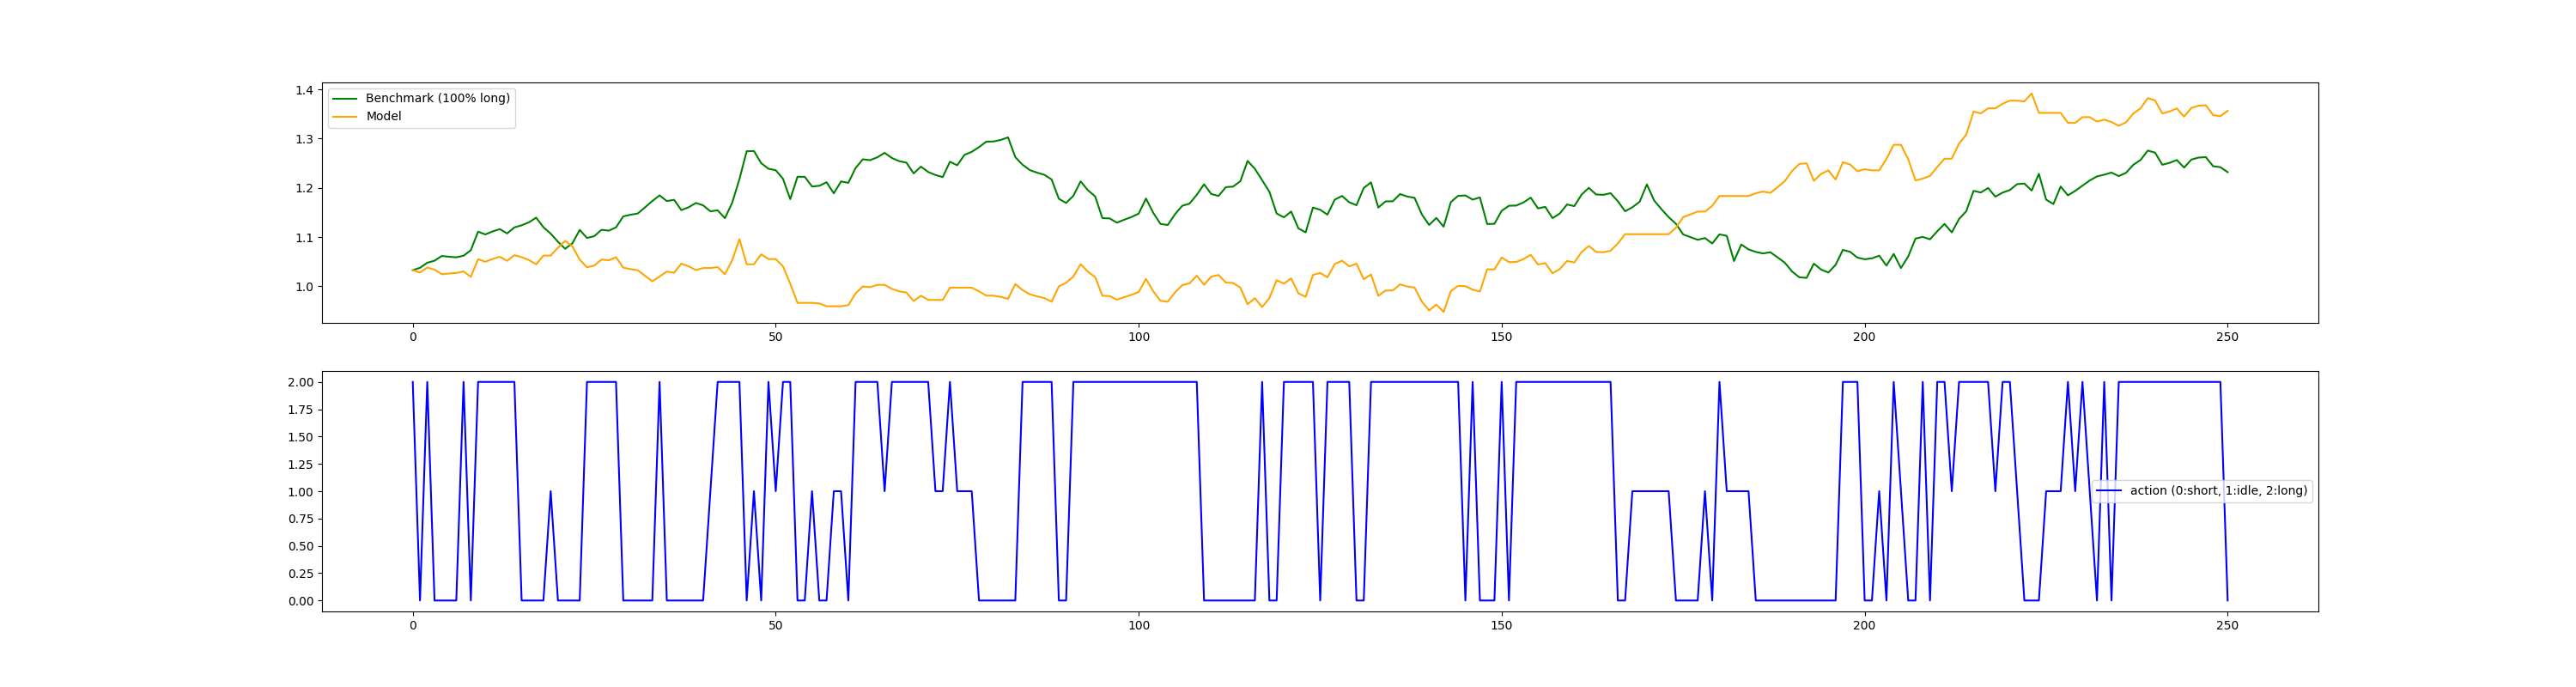 1.4
1.3
1.2
1.1
1.0
Benchmark (100% long)
Model
0 50 100 150 200 250
2.00
1.75
1.50
1.25
1.00
0.75
0.50
0.25
0.00
action (0:short, 1:idle, 2:long)
0 50 100 150 200 250